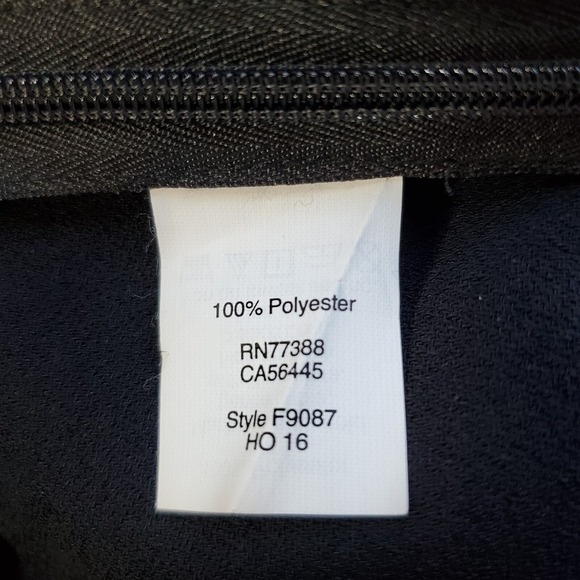 100% Polyester
RN77388
CA56445
Style F9087
HO 16